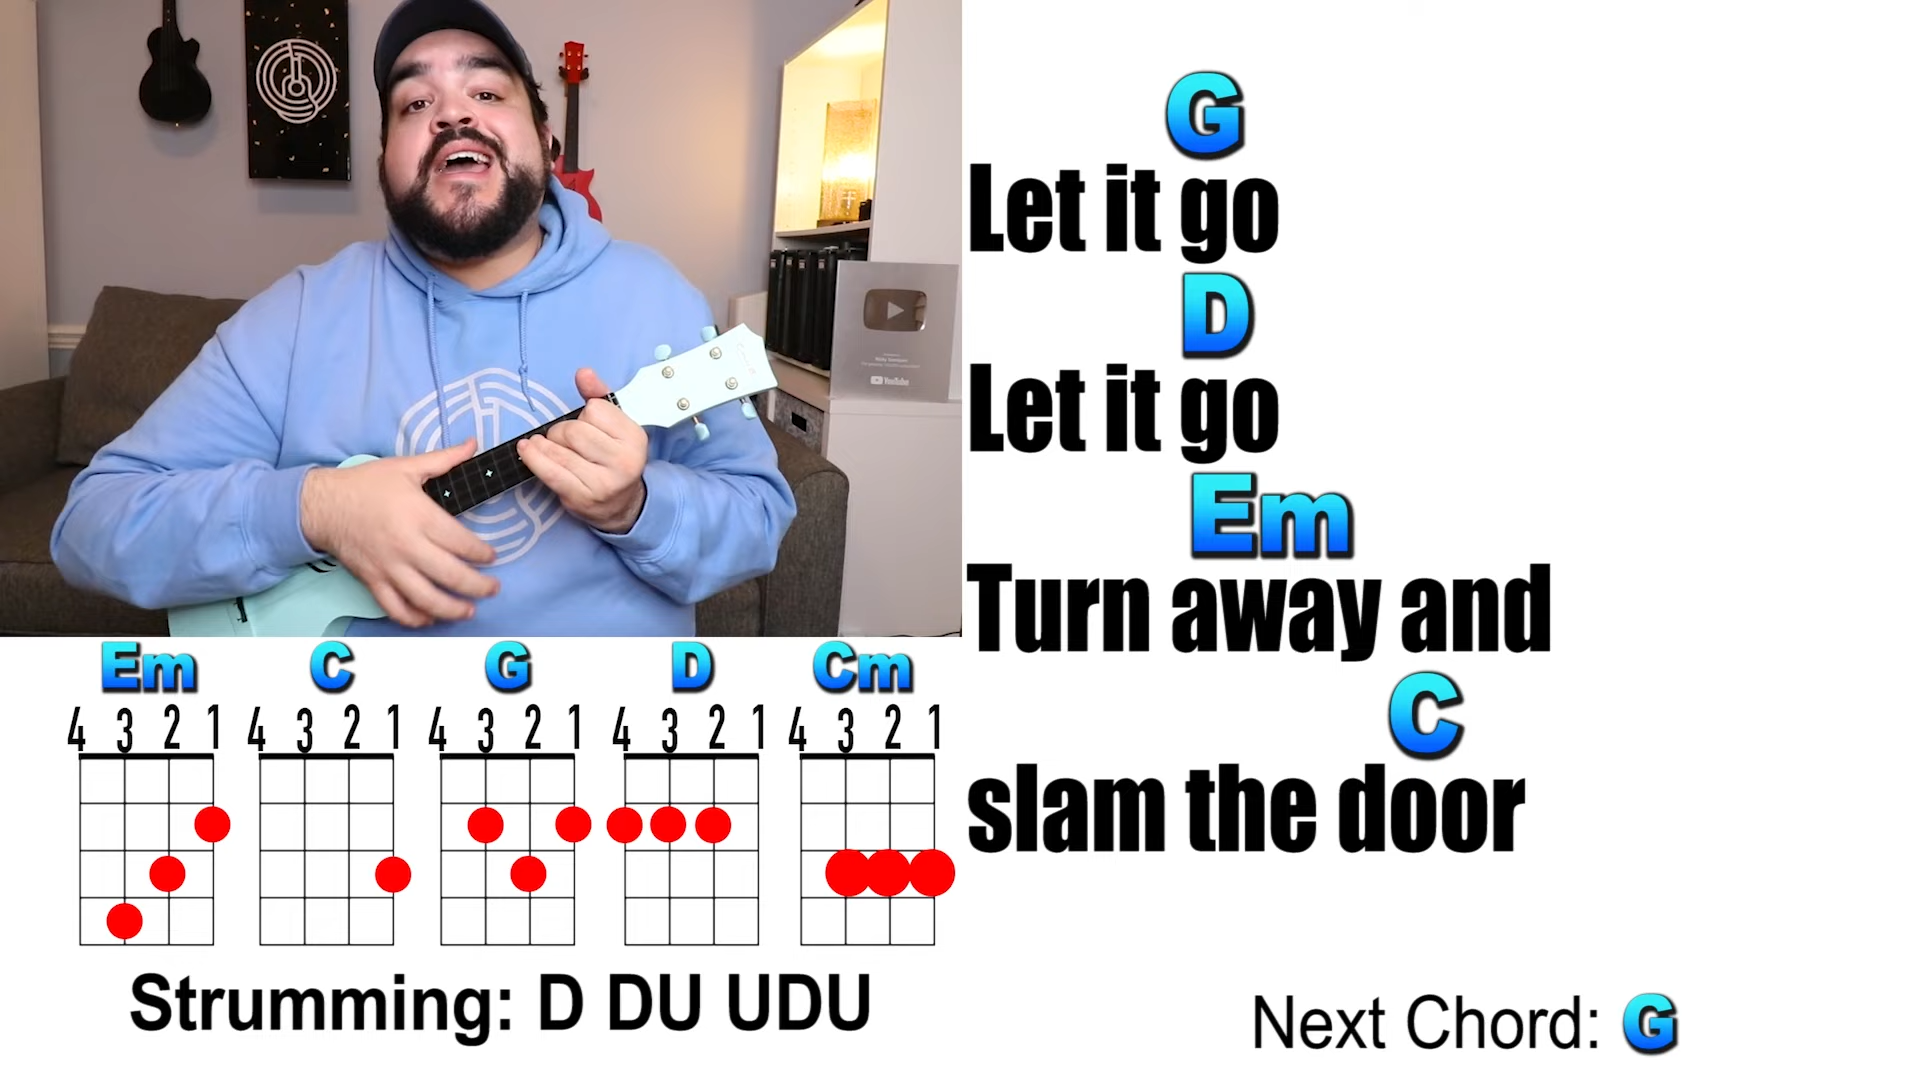 G
Let it go
D
Let it go
Em
Turn away and
C
slam the door
Em C G D Cm
4 3 2 1 4 3 2 1 4 3 2 1 4 3 2 1 4 3 2 1
Strumming: D DU UDU
Next Chord: G
YouTube